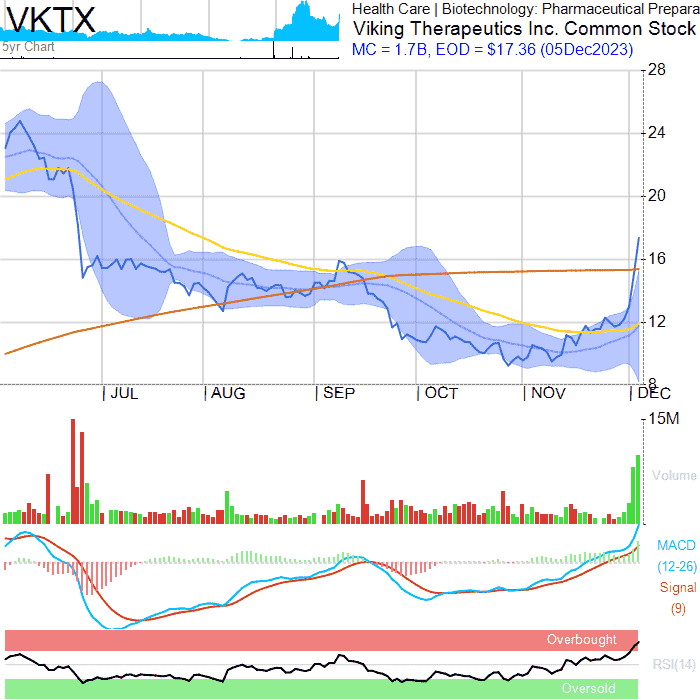 VKTX
5yr Chart
Health Care | Biotechnology: Pharmaceutical Prepara
Viking Therapeutics Inc. Common Stock
MC = 1.7B, EOD = $17.36 (05Dec2023)
28
24
20
16
12
8
JUL
AUG
SEP
OCT
NOV
DEC
15M
Volume
MACD
(12-26)
Signal
(9)
Overbought
RSI(14)
Oversold